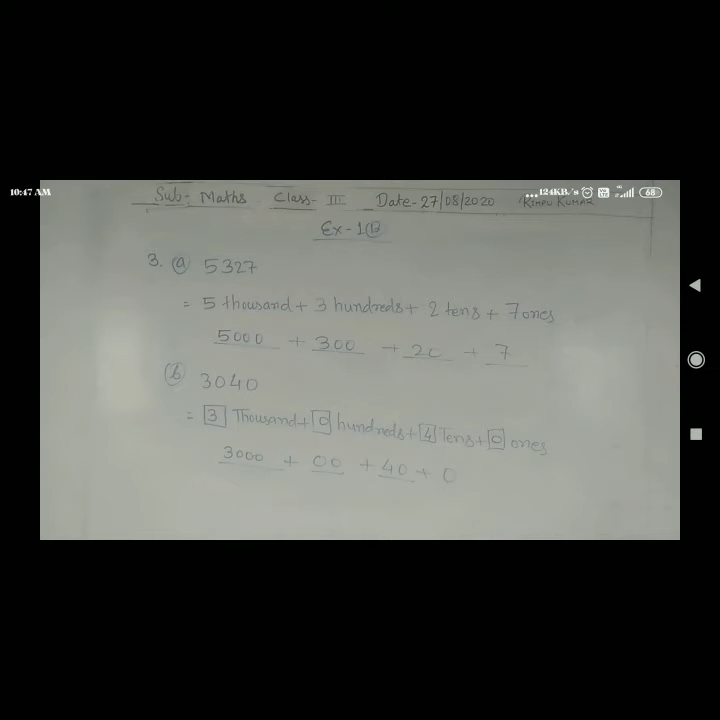 10:47 AM
...124KB/s 4G 68
Sub- Maths Class- III Date- 27/08/2020 KUMAR
Ex-1(B)
3. (a) 5327
= 5 thousand + 3 hundreds + 2 tens + 7 ones
5000 + 300 + 20 + 7
(b) 3040
= 3 Thousand + 0 hundreds + 4 Tens + 0 ones
3000 + 00 + 40 + 0